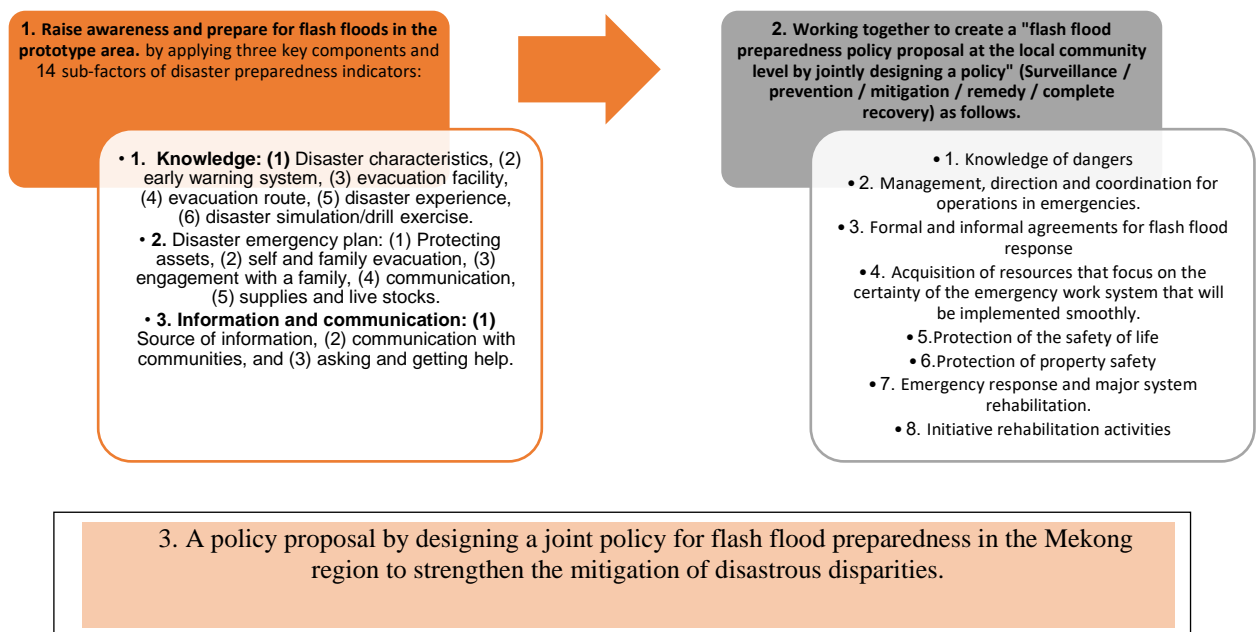 1. Raise awareness and prepare for flash floods in the
prototype area. by applying three key components and
14 sub-factors of disaster preparedness indicators:
• 1. Knowledge: (1) Disaster characteristics, (2)
early warning system, (3) evacuation facility,
(4) evacuation route, (5) disaster experience,
(6) disaster simulation/drill exercise.
• 2. Disaster emergency plan: (1) Protecting
assets, (2) self and family evacuation, (3)
engagement with a family, (4) communication,
(5) supplies and live stocks.
• 3. Information and communication: (1)
Source of information, (2) communication with
communities, and (3) asking and getting help.
2. Working together to create a "flash flood
preparedness policy proposal at the local community
level by jointly designing a policy" (Surveillance /
prevention / mitigation / remedy / complete
recovery) as follows.
• 1. Knowledge of dangers
• 2. Management, direction and coordination for
operations in emergencies.
• 3. Formal and informal agreements for flash flood
response
• 4. Acquisition of resources that focus on the
certainty of the emergency work system that will
be implemented smoothly.
• 5.Protection of the safety of life
• 6.Protection of property safety
• 7. Emergency response and major system
rehabilitation.
• 8. Initiative rehabilitation activities
3. A policy proposal by designing a joint policy for flash flood preparedness in the Mekong
region to strengthen the mitigation of disastrous disparities.